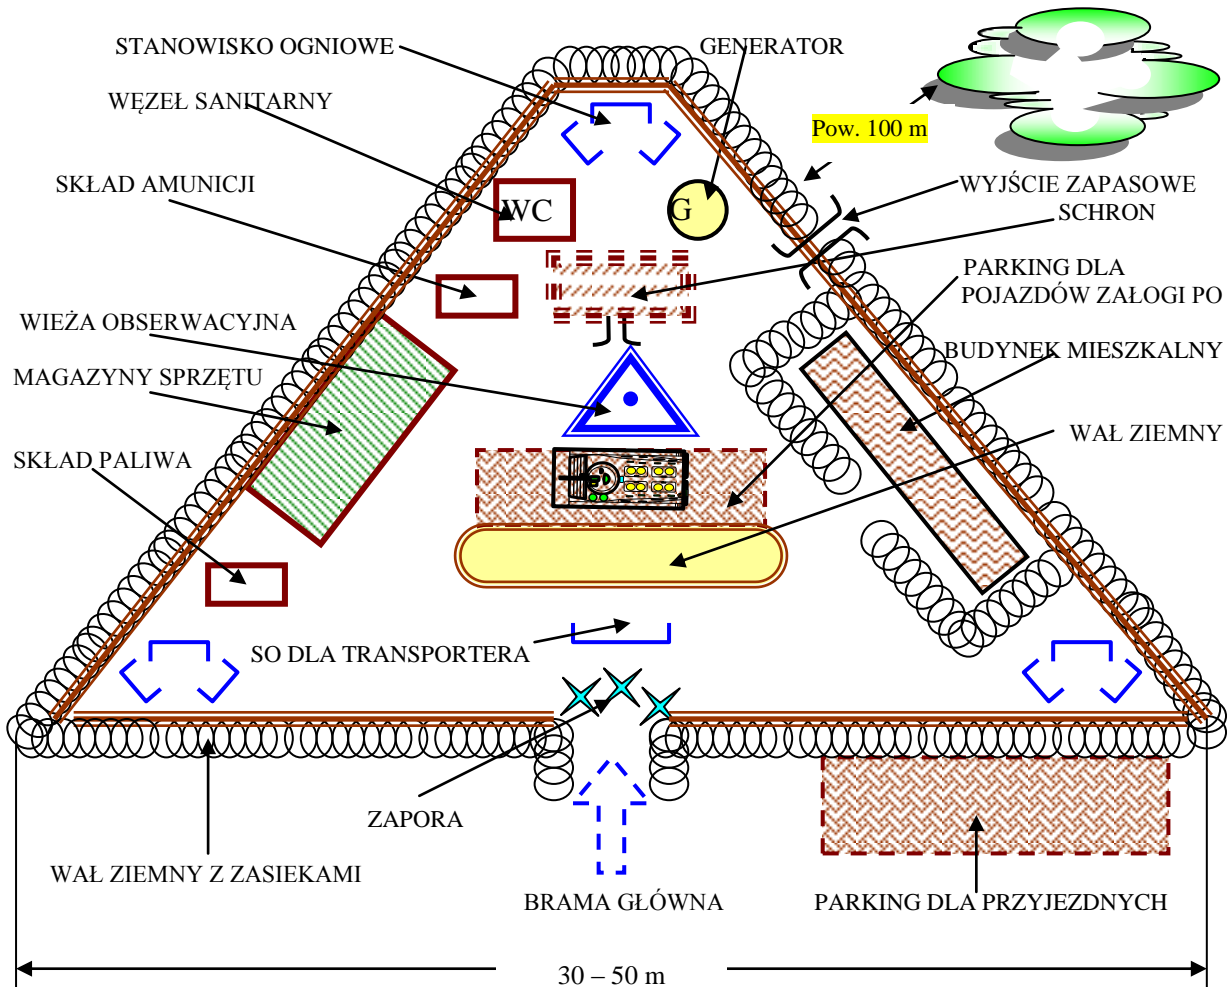 STANOWISKO OGNIOWE
GENERATOR
WĘZEŁ SANITARNY
Pow. 100 m
SKŁAD AMUNICJI
WYJŚCIE ZAPASOWE
SCHRON
WC
G
PARKING DLA
POJAZDÓW ZAŁOGI PO
WIEŻA OBSERWACYJNA
BUDYNEK MIESZKALNY
MAGAZYNY SPRZĘTU
WAŁ ZIEMNY
SKŁAD PALIWA
SO DLA TRANSPORTERA
ZAPORA
WAŁ ZIEMNY Z ZASIEKAMI
BRAMA GŁÓWNA
PARKING DLA PRZYJEZDNYCH
30 – 50 m